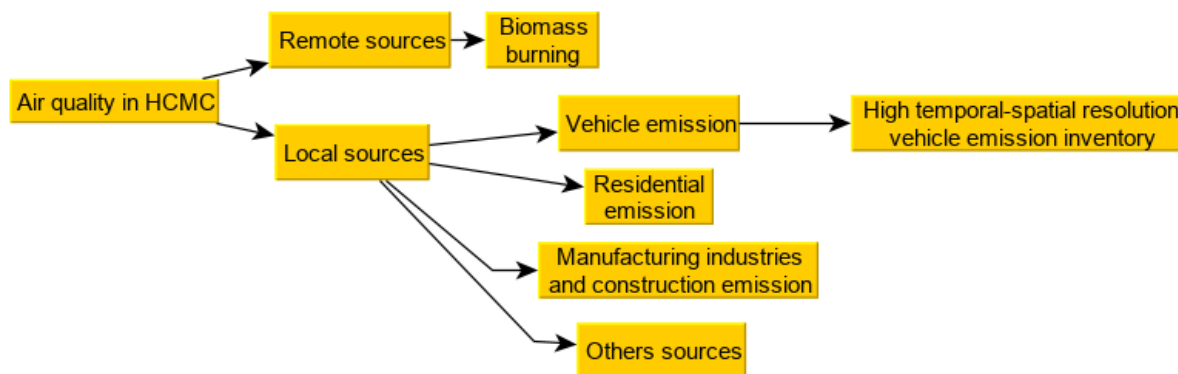 Remote sources
Biomass
burning
Air quality in HCMC
Local sources
Vehicle emission
High temporal-spatial resolution
vehicle emission inventory
Residential
emission
Manufacturing industries
and construction emission
Others sources